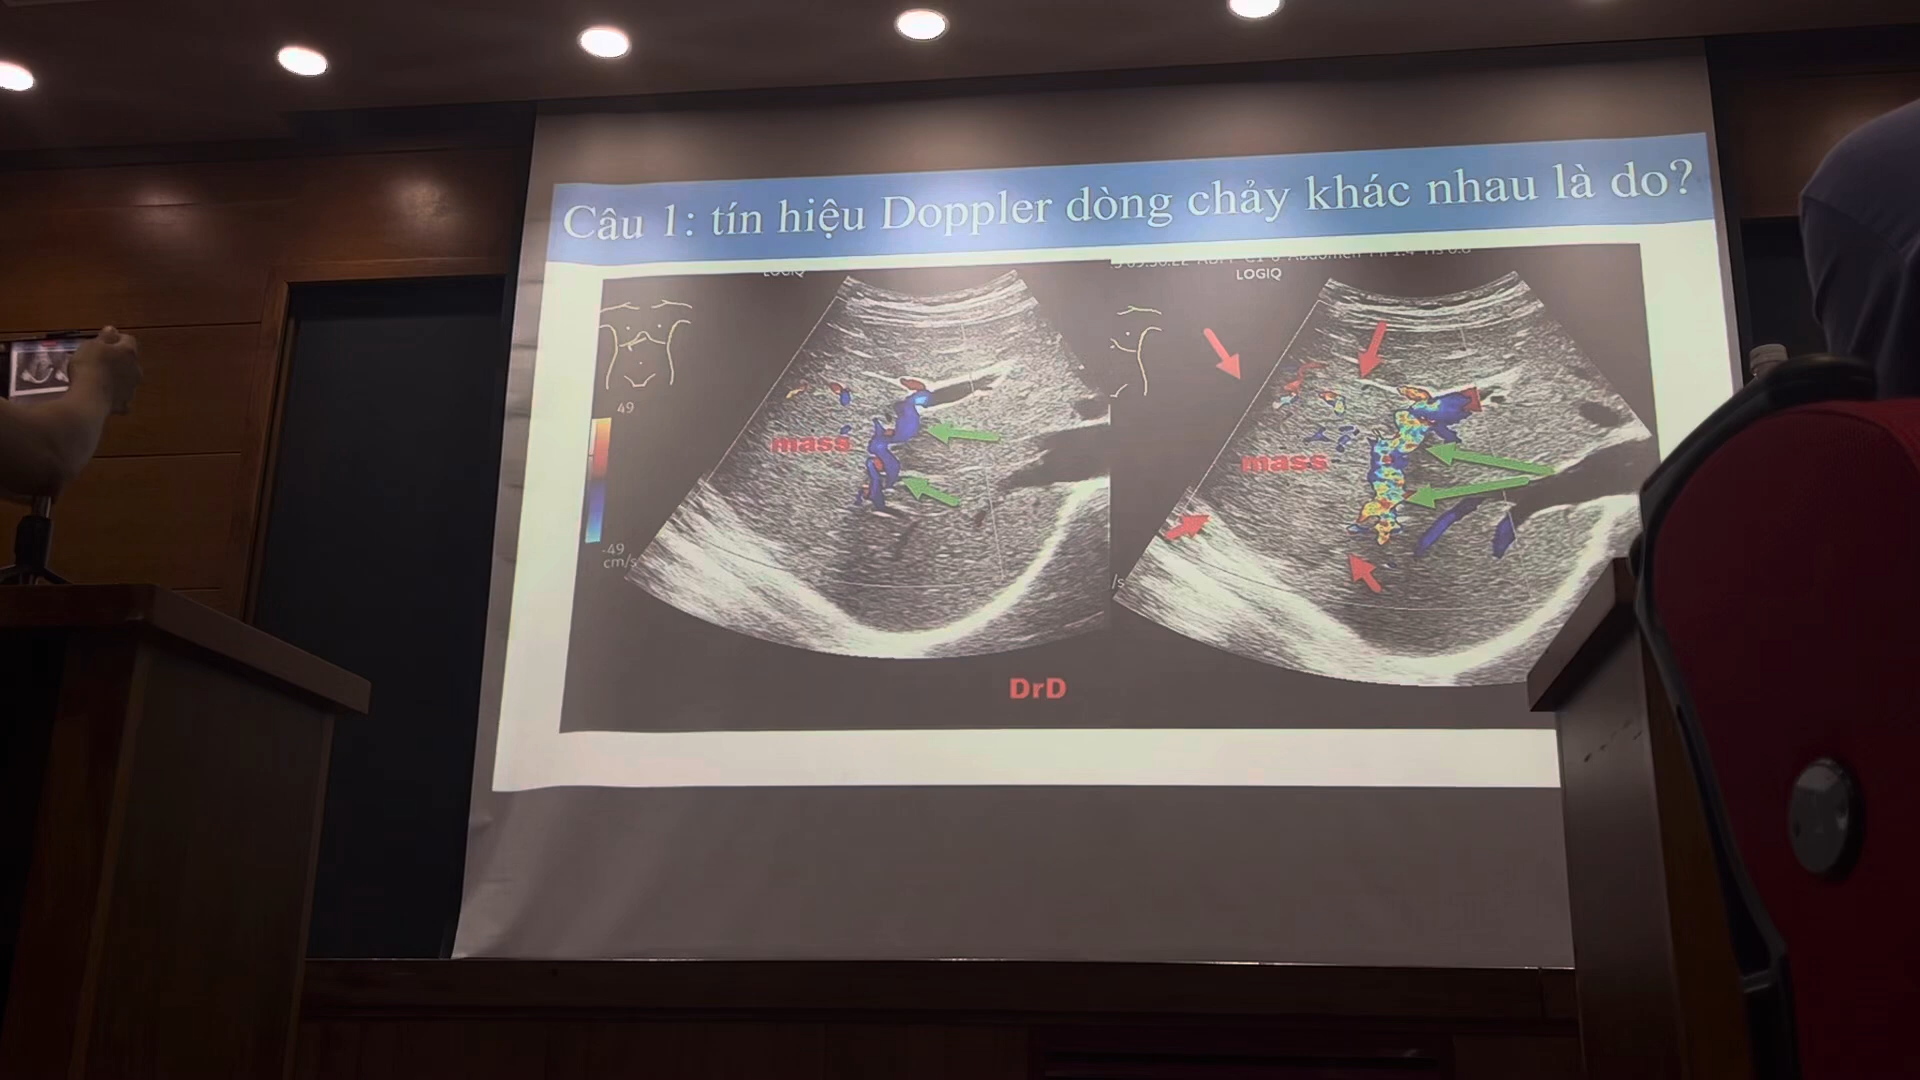 Câu 1: tín hiệu Doppler dòng chảy khác nhau là do?
LOGIQ
LOGIQ
49
-49
cm/s
mass
mass
/s
DrD